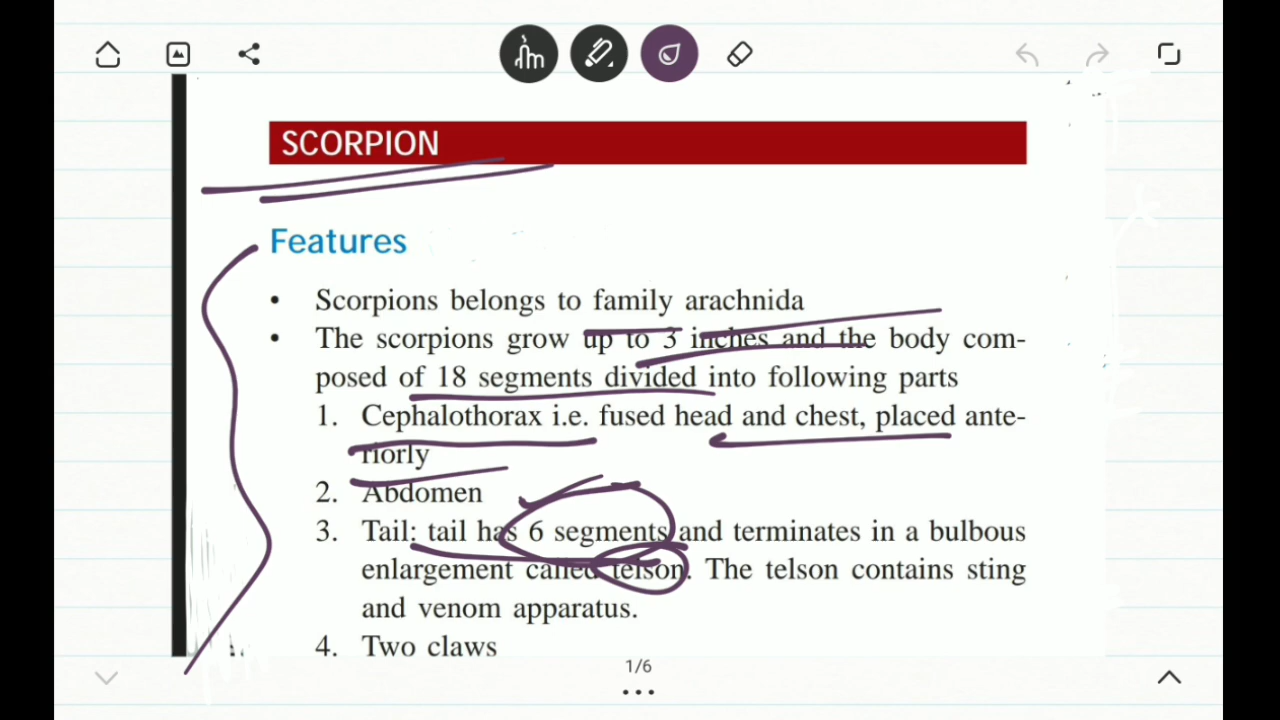 SCORPION
Features
• Scorpions belongs to family arachnida
• The scorpions grow up to 3 inches and the body com-
posed of 18 segments divided into following parts
1. Cephalothorax i.e. fused head and chest, placed ante-
riorly
2. Abdomen
3. Tail: tail has 6 segments and terminates in a bulbous
enlargement called telson. The telson contains sting
and venom apparatus.
4. Two claws
1/6